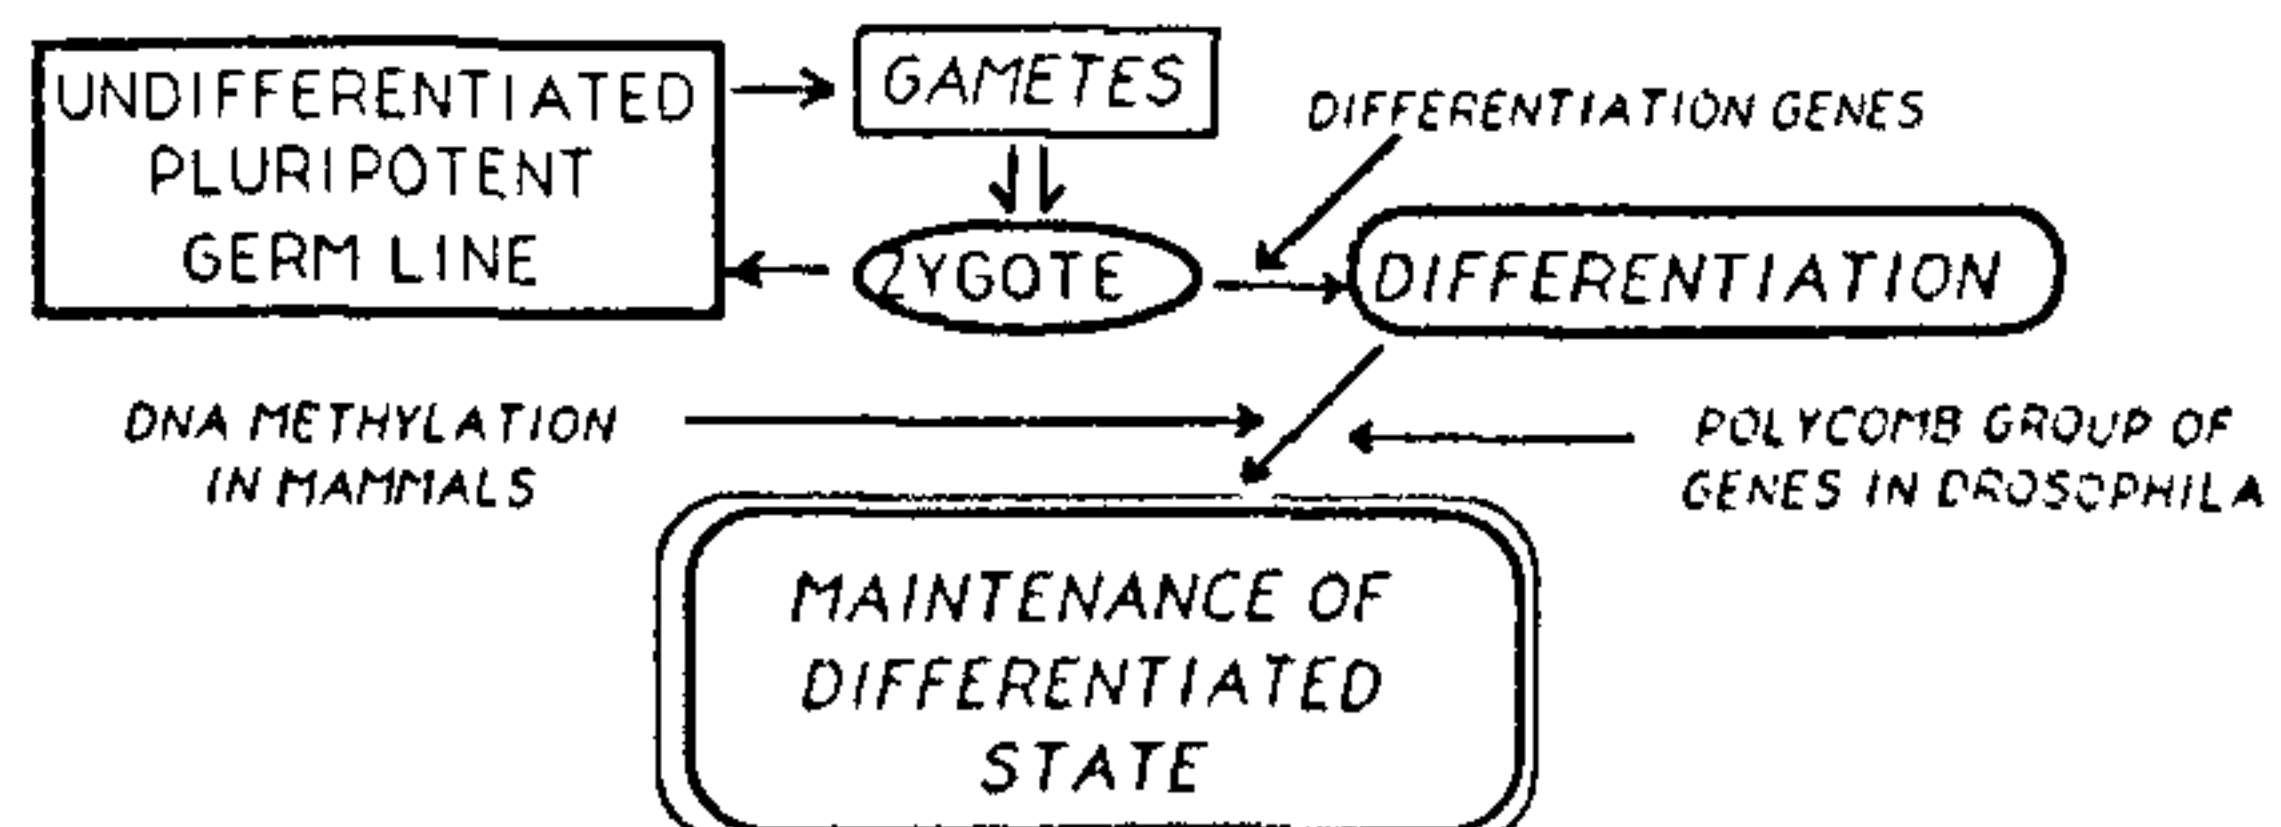 UNDIFFERENTIATED
PLURIPOTENT
GERM LINE
GAMETES
DIFFERENTIATION GENES
ZYGOTE
DIFFERENTIATION
DNA METHYLATION
IN MAMMALS
POLYCOMB GROUP OF
GENES IN DROSOPHILA
MAINTENANCE OF
DIFFERENTIATED
STATE